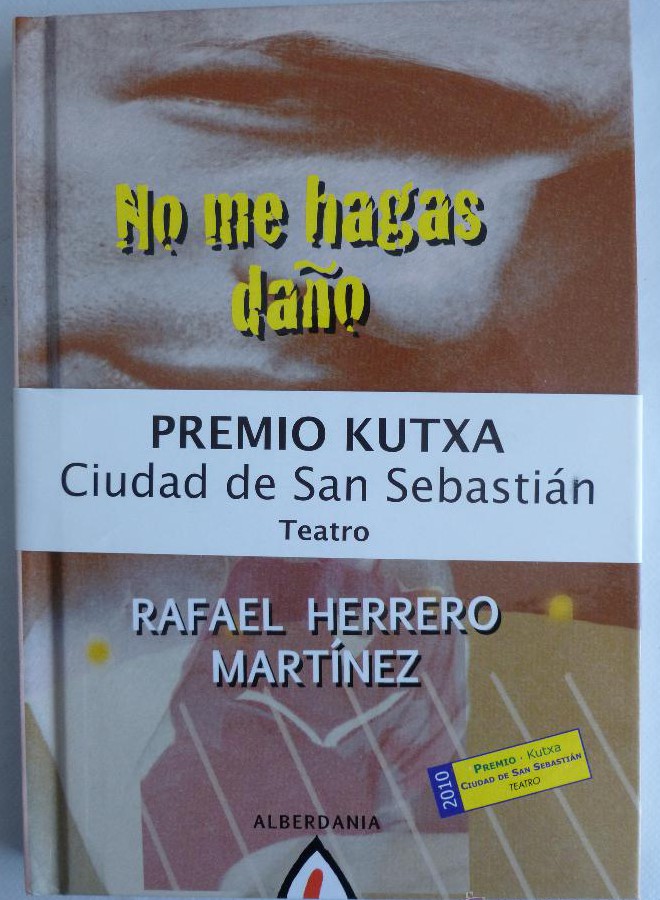 No me hagas
daño
PREMIO KUTXA
Ciudad de San Sebastián
Teatro
RAFAEL HERRERO
MARTÍNEZ
2010
PREMIO · Kutxa
CIUDAD DE SAN SEBASTIÁN
TEATRO
ALBERDANIA